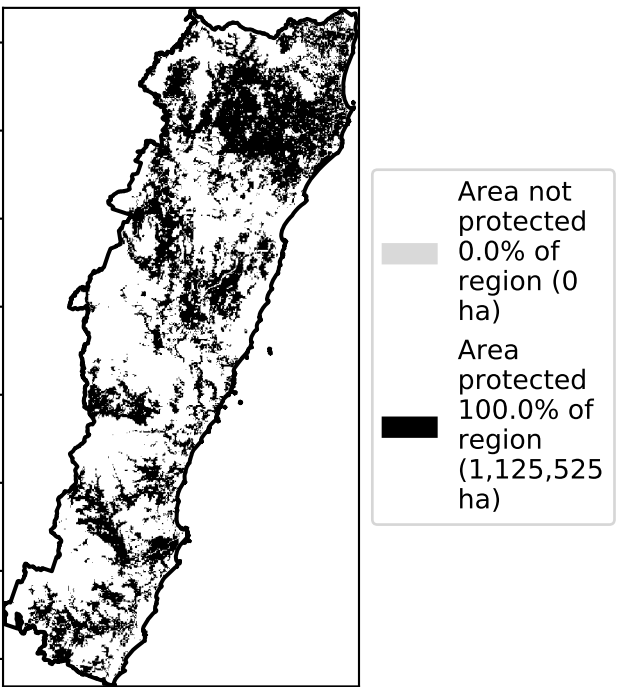 Area not
protected
0.0% of
region (0
ha)
Area
protected
100.0% of
region
(1,125,525
ha)